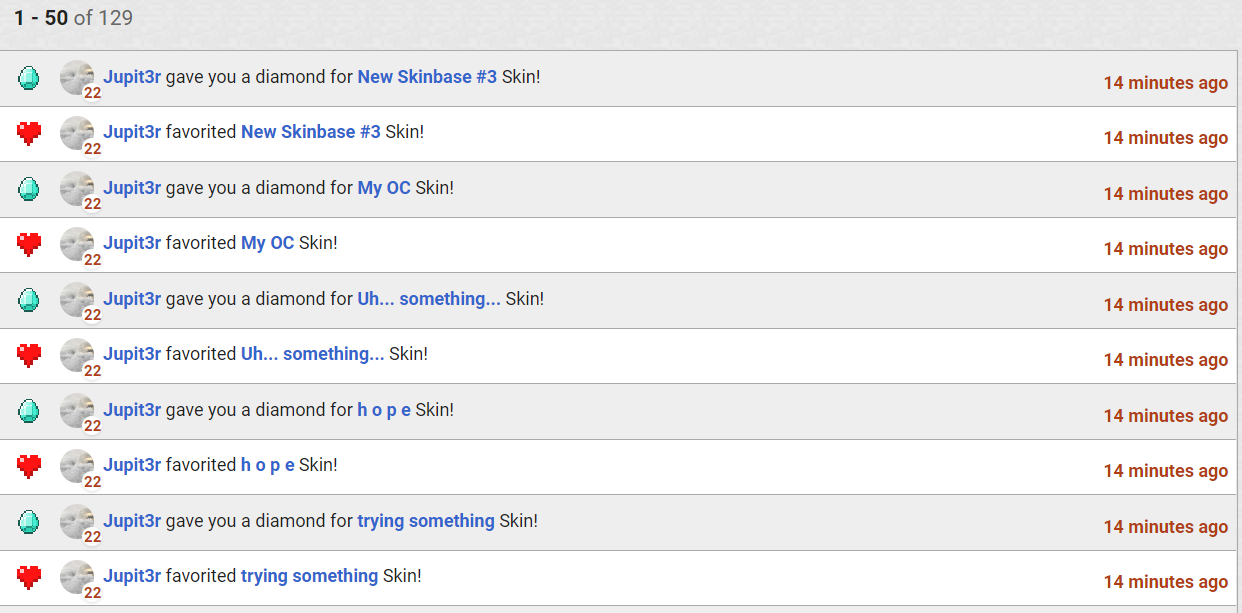 1 - 50 of 129
Jupit3r gave you a diamond for New Skinbase #3 Skin! 14 minutes ago
22
Jupit3r favorited New Skinbase #3 Skin! 14 minutes ago
22
Jupit3r gave you a diamond for My OC Skin! 14 minutes ago
22
Jupit3r favorited My OC Skin! 14 minutes ago
22
Jupit3r gave you a diamond for Uh... something... Skin! 14 minutes ago
22
Jupit3r favorited Uh... something... Skin! 14 minutes ago
22
Jupit3r gave you a diamond for h o p e Skin! 14 minutes ago
22
Jupit3r favorited h o p e Skin! 14 minutes ago
22
Jupit3r gave you a diamond for trying something Skin! 14 minutes ago
22
Jupit3r favorited trying something Skin! 14 minutes ago
22